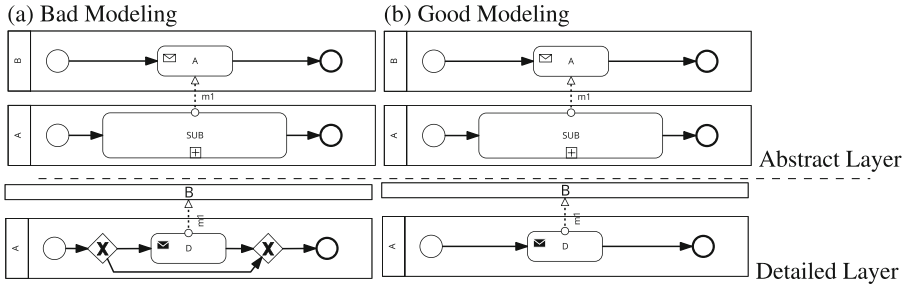 (a) Bad Modeling
(b) Good Modeling
B
A
B
A
m1
m1
A
SUB
A
SUB
Abstract Layer
B
B
m1
m1
A
D
A
D
Detailed Layer